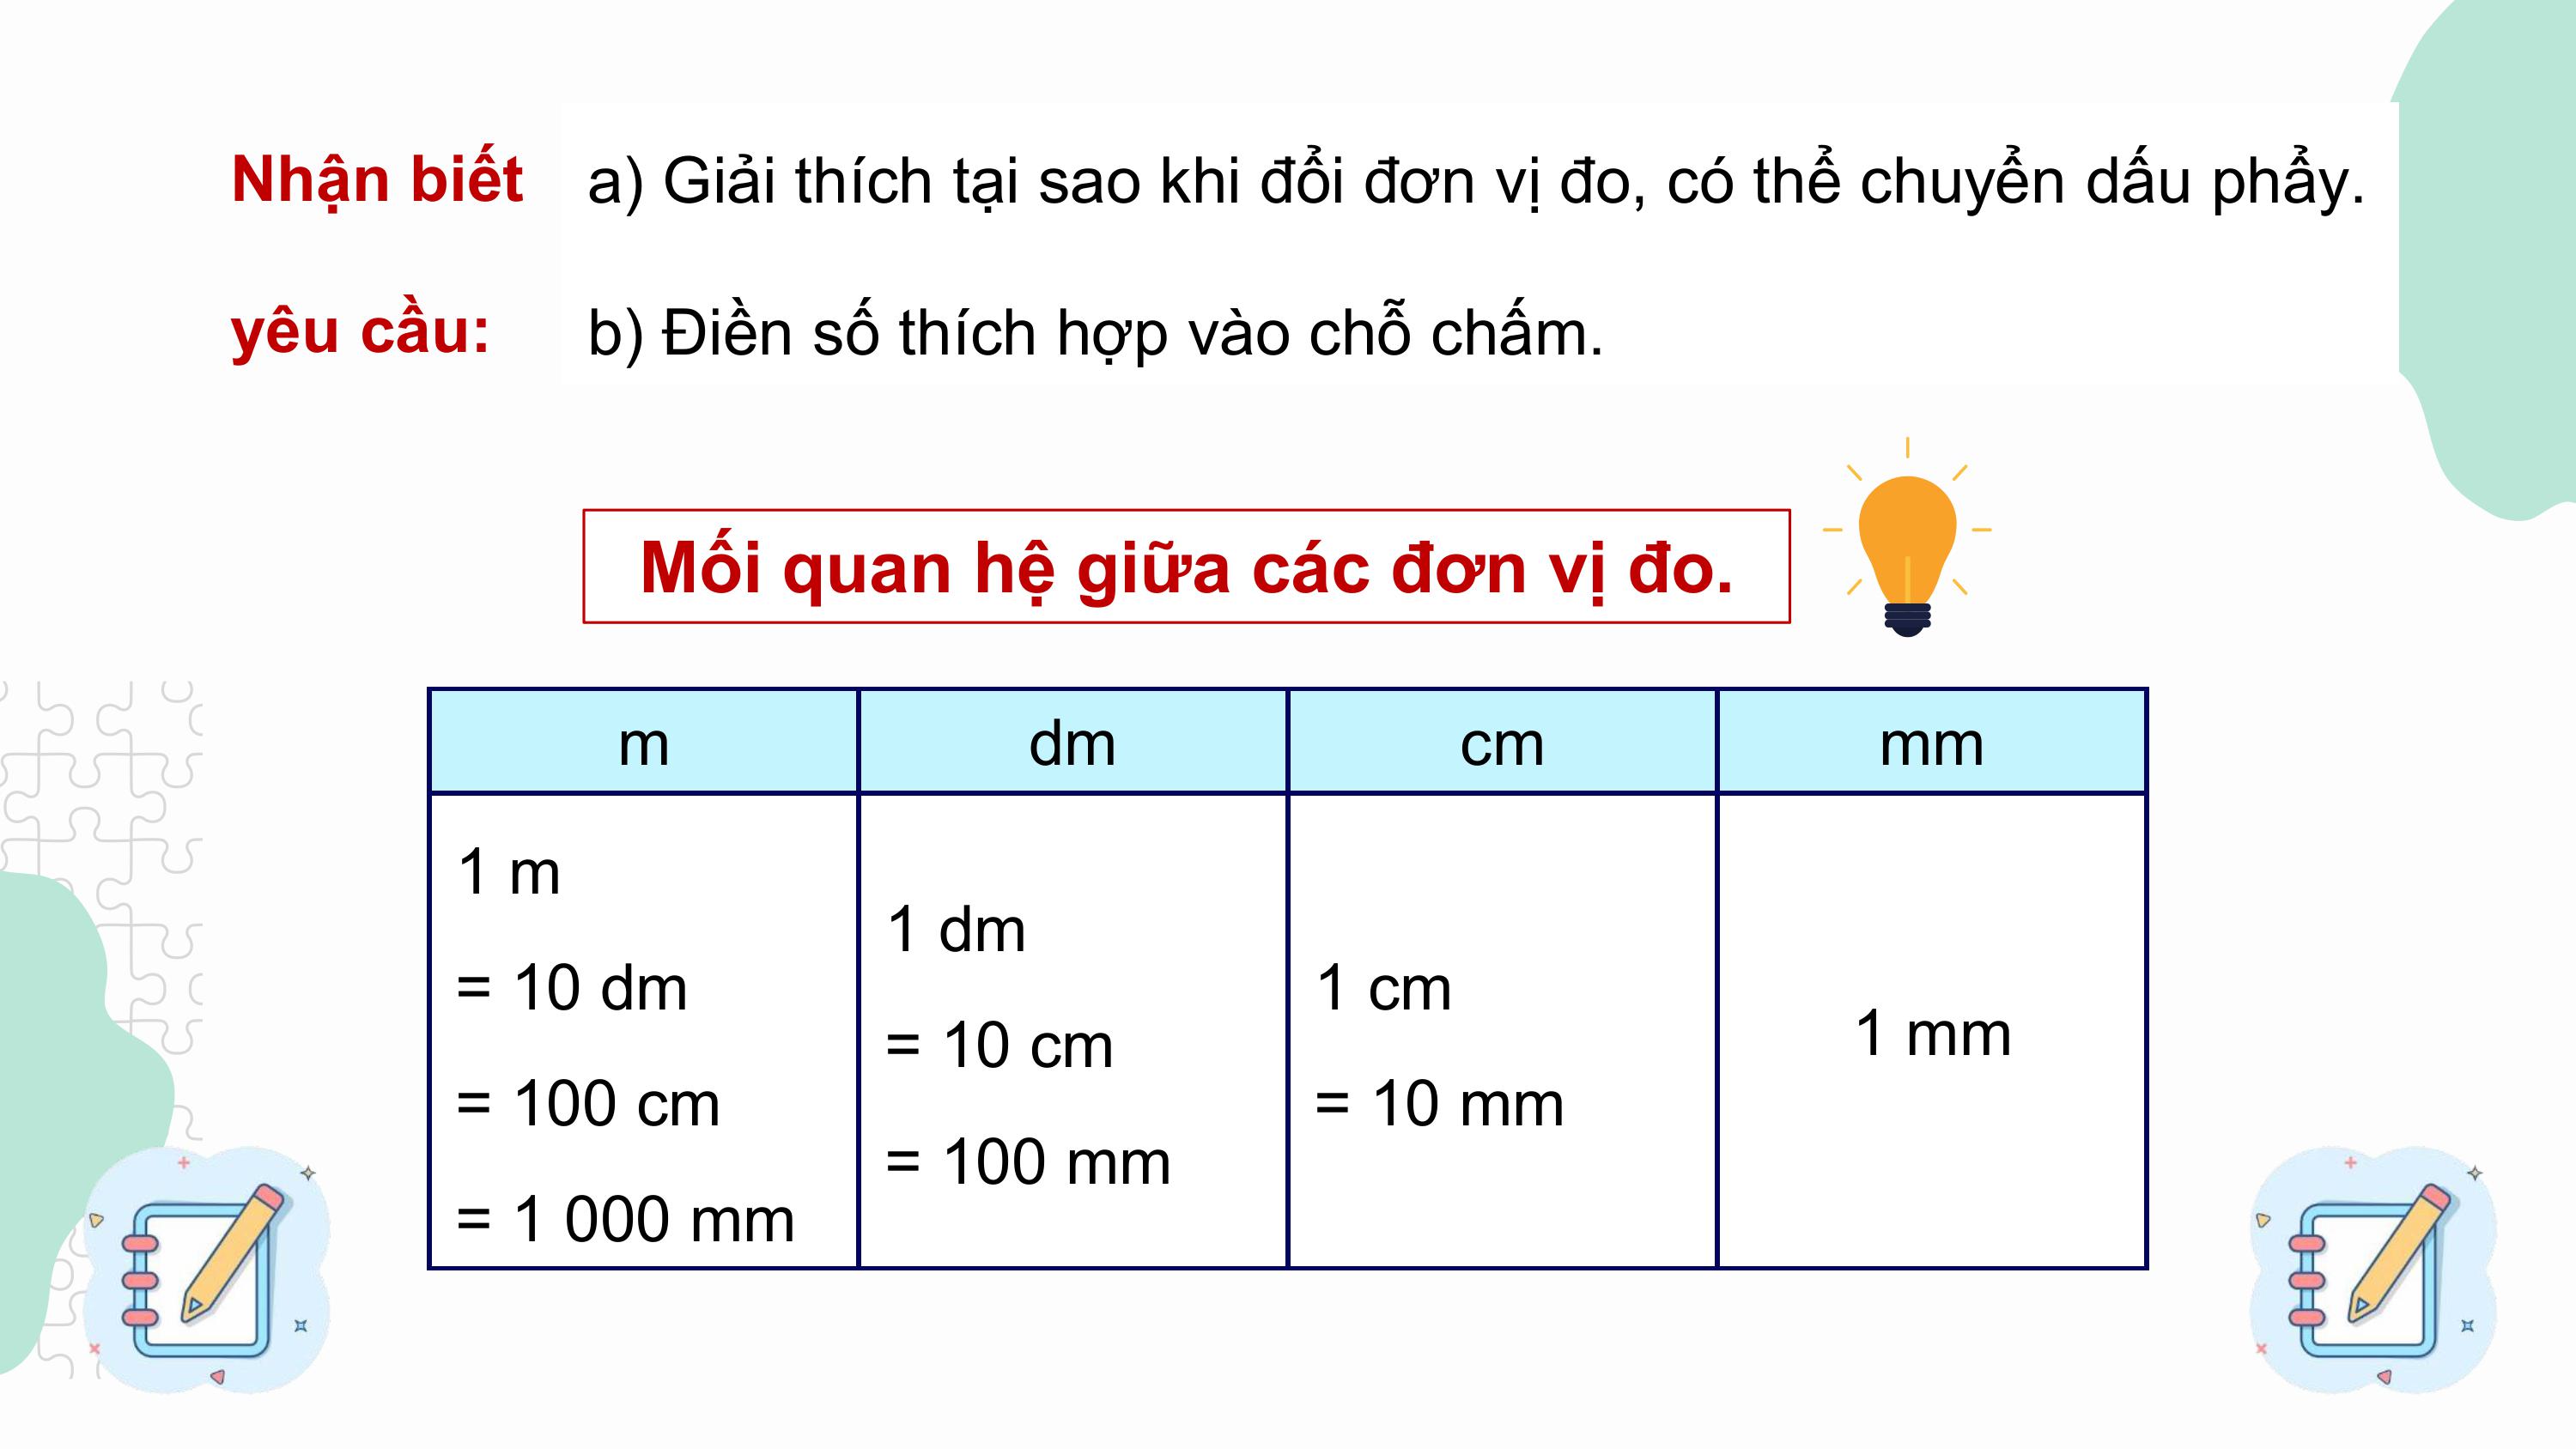 Nhận biết
yêu cầu:
a) Giải thích tại sao khi đổi đơn vị đo, có thể chuyển dấu phẩy.
b) Điền số thích hợp vào chỗ chấm.
Mối quan hệ giữa các đơn vị đo.
m
dm
cm
mm
1 m
= 10 dm
= 100 cm
= 1 000 mm
1 dm
= 10 cm
= 100 mm
1 cm
= 10 mm
1 mm